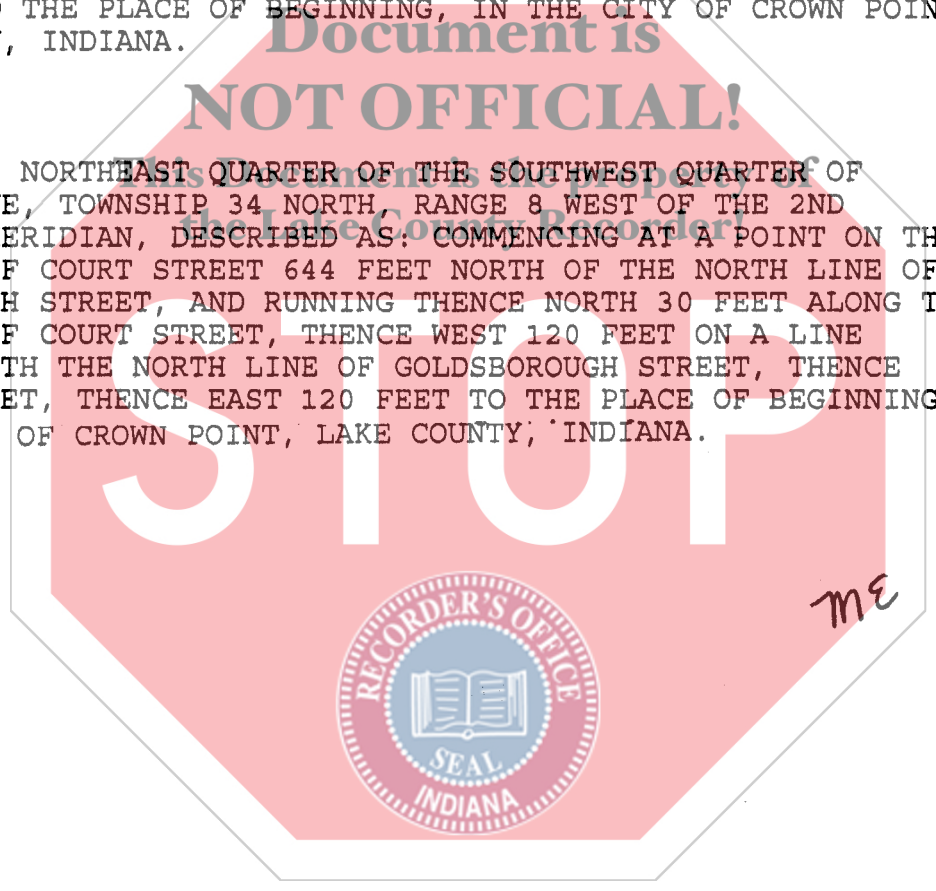 THE PLACE OF BEGINNING, IN THE CITY OF CROWN POIN
, INDIANA.
Document is
NOT OFFICIAL!
This Document is the property of
the Lake County Recorder!
NORTHEAST QUARTER OF THE SOUTHWEST QUARTER OF
E, TOWNSHIP 34 NORTH, RANGE 8 WEST OF THE 2ND
ERIDIAN, DESCRIBED AS: COMMENCING AT A POINT ON TH
F COURT STREET 644 FEET NORTH OF THE NORTH LINE OF
H STREET, AND RUNNING THENCE NORTH 30 FEET ALONG T
F COURT STREET, THENCE WEST 120 FEET ON A LINE
TH THE NORTH LINE OF GOLDSBOROUGH STREET, THENCE
ET, THENCE EAST 120 FEET TO THE PLACE OF BEGINNING
OF CROWN POINT, LAKE COUNTY, INDIANA.
STOP
ME
RECORDER'S OFFICE
SEAL
INDIANA